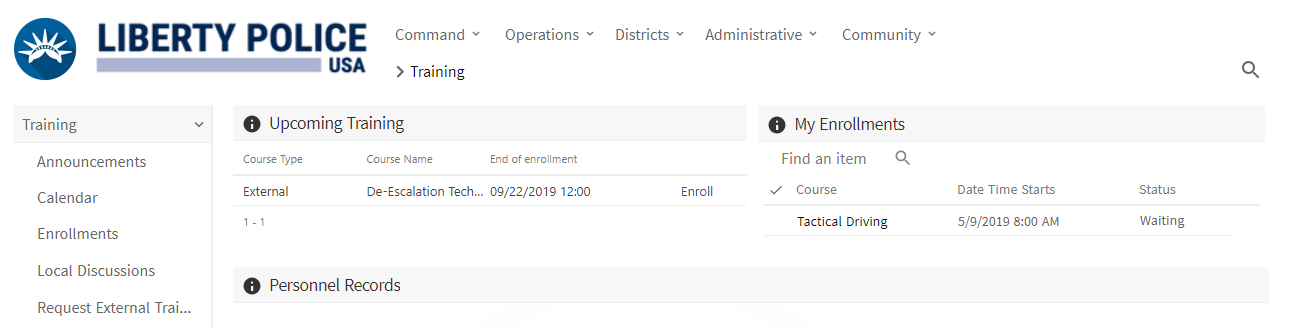 LIBERTY POLICE
USA
Command Operations Districts Administrative Community
Training
Training
Announcements
Calendar
Enrollments
Local Discussions
Request External Trai...
Upcoming Training
Course Type Course Name End of enrollment
External De-Escalation Tech... 09/22/2019 12:00 Enroll
1 - 1
My Enrollments
Find an item
Course Date Time Starts Status
Tactical Driving 5/9/2019 8:00 AM Waiting
Personnel Records